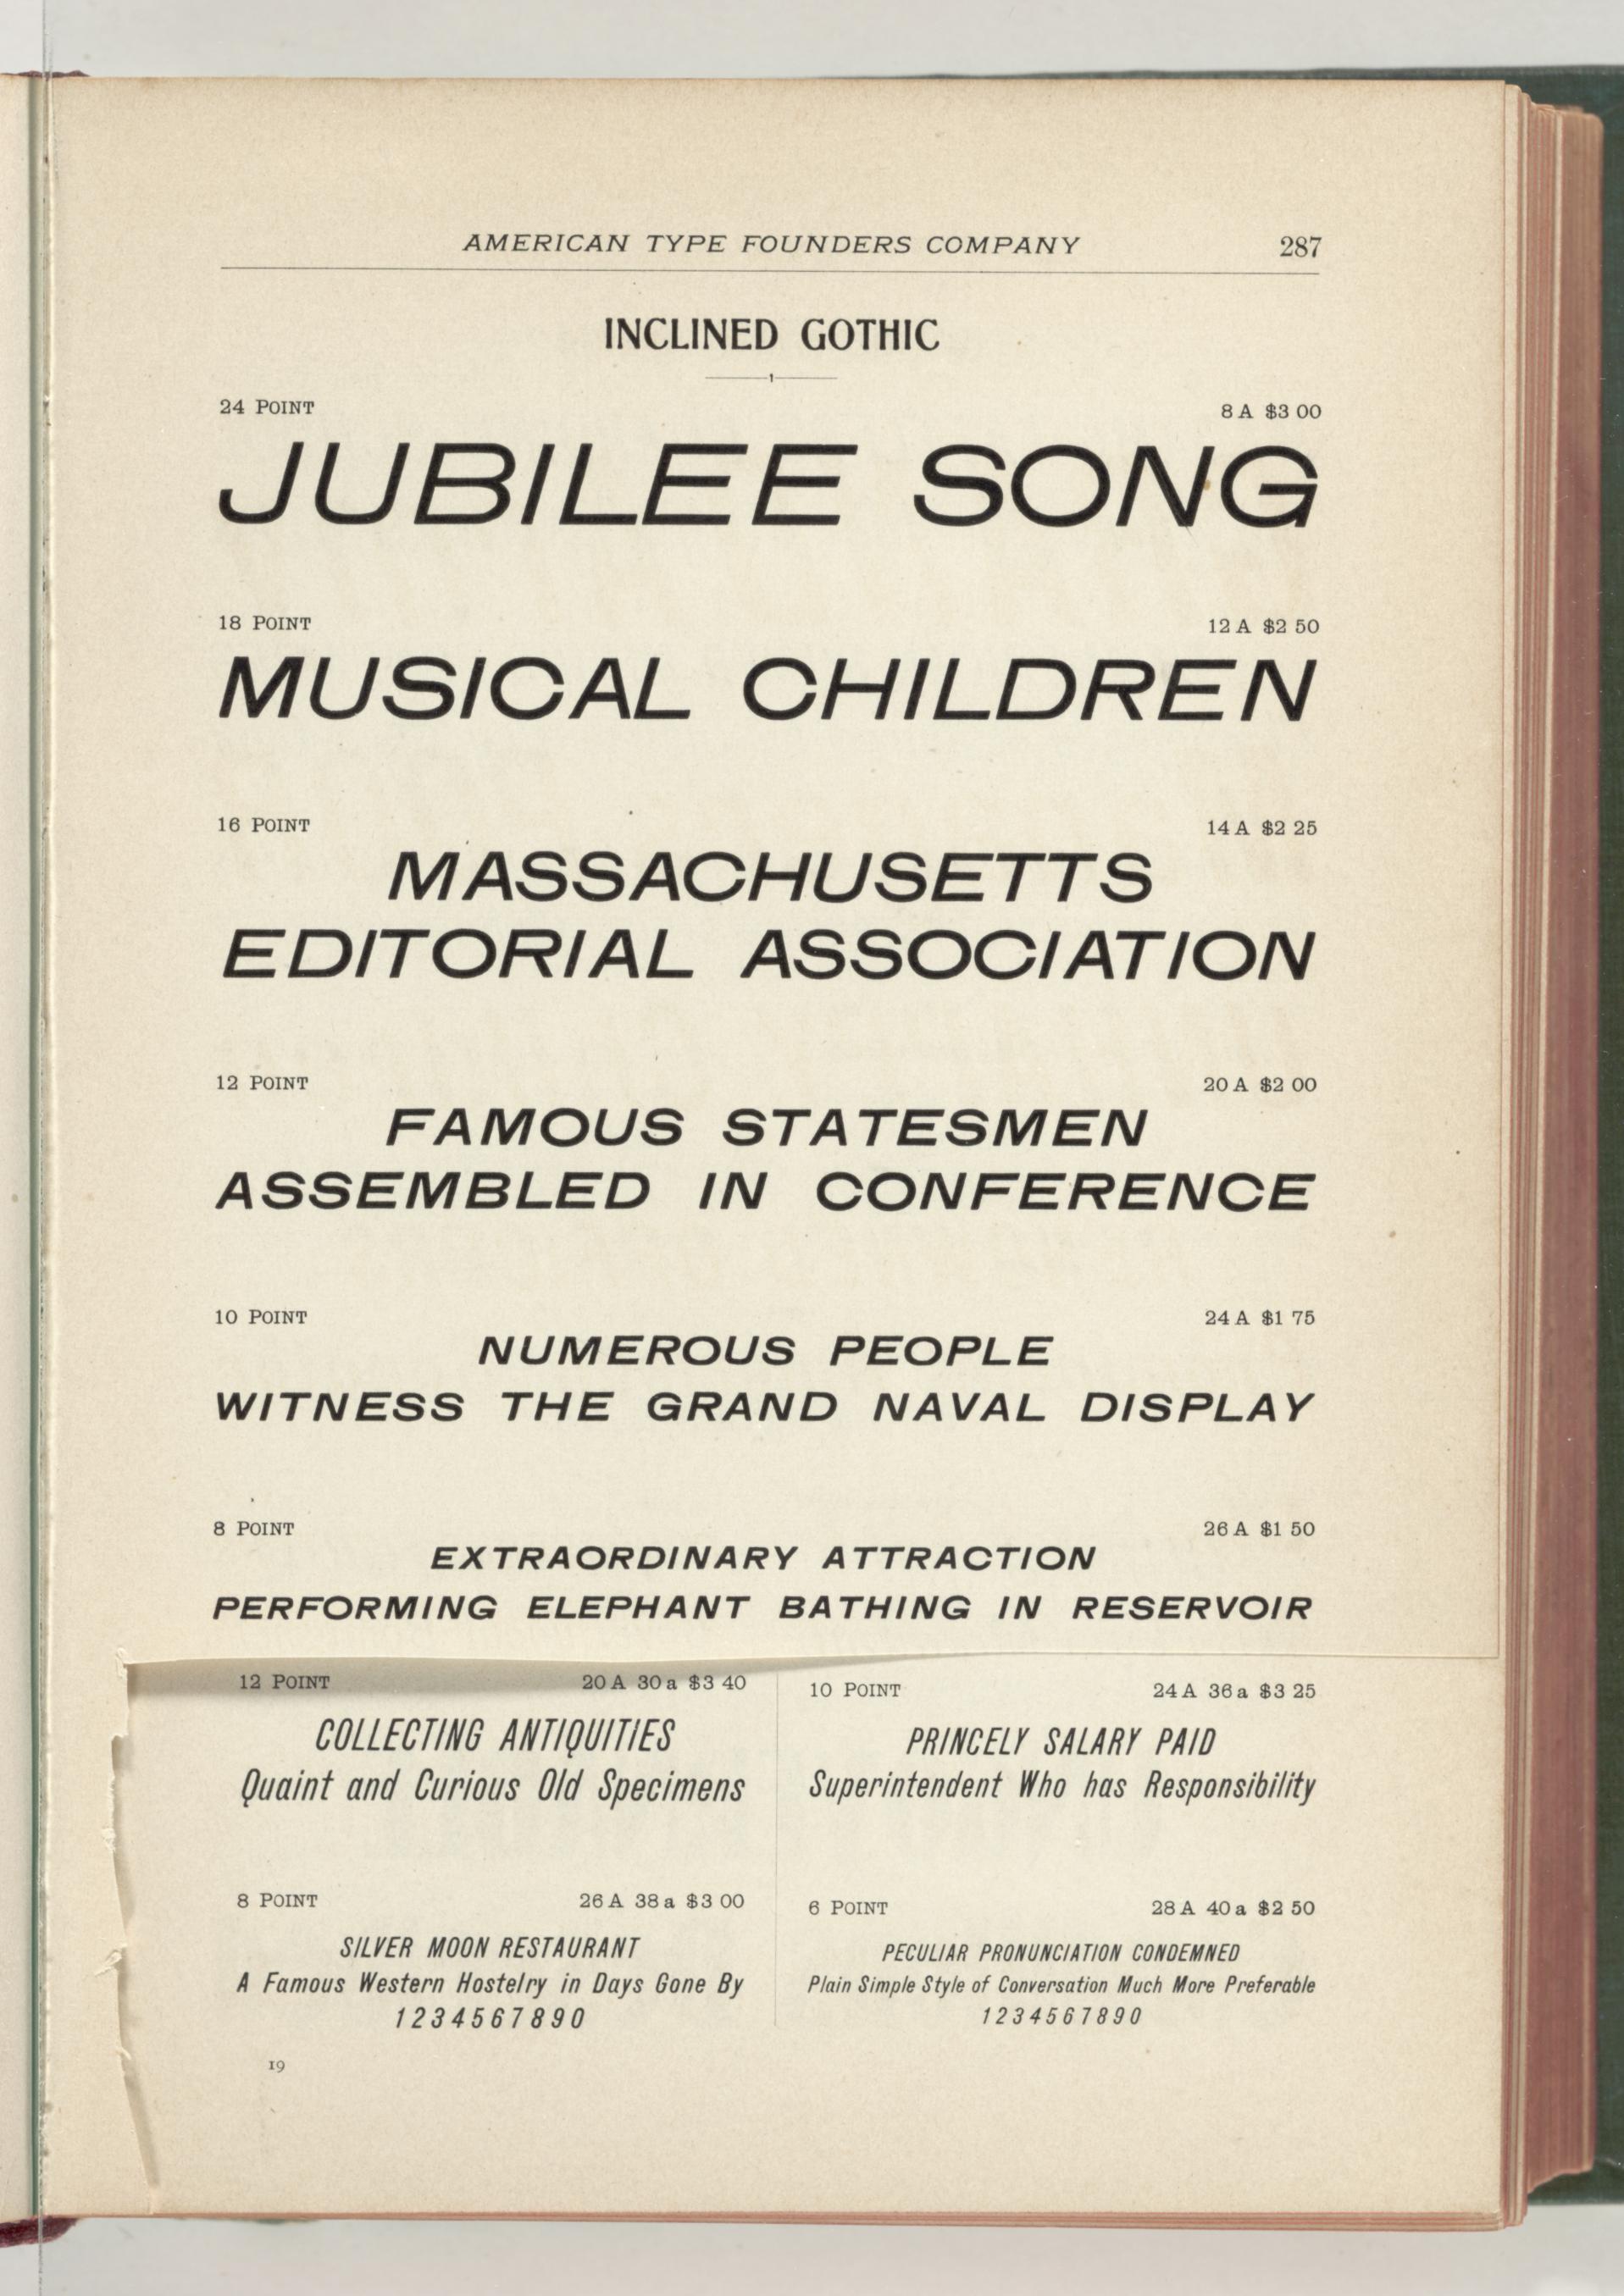 AMERICAN TYPE FOUNDERS COMPANY 287
INCLINED GOTHIC
24 POINT 8 A $3 00
JUBILEE SONG
18 POINT 12 A $2 50
MUSICAL CHILDREN
16 POINT 14 A $2 25
MASSACHUSETTS
EDITORIAL ASSOCIATION
12 POINT 20 A $2 00
FAMOUS STATESMEN
ASSEMBLED IN CONFERENCE
10 POINT 24 A $1 75
NUMEROUS PEOPLE
WITNESS THE GRAND NAVAL DISPLAY
8 POINT 26 A $1 50
EXTRAORDINARY ATTRACTION
PERFORMING ELEPHANT BATHING IN RESERVOIR
12 POINT 20 A 30 a $3 40
COLLECTING ANTIQUITIES
Quaint and Curious Old Specimens
8 POINT 26 A 38 a $3 00
SILVER MOON RESTAURANT
A Famous Western Hostelry in Days Gone By
1 2 3 4 5 6 7 8 9 0
10 POINT 24 A 36 a $3 25
PRINCELY SALARY PAID
Superintendent Who has Responsibility
6 POINT 28 A 40 a $2 50
PECULIAR PRONUNCIATION CONDEMNED
Plain Simple Style of Conversation Much More Preferable
1 2 3 4 5 6 7 8 9 0
19